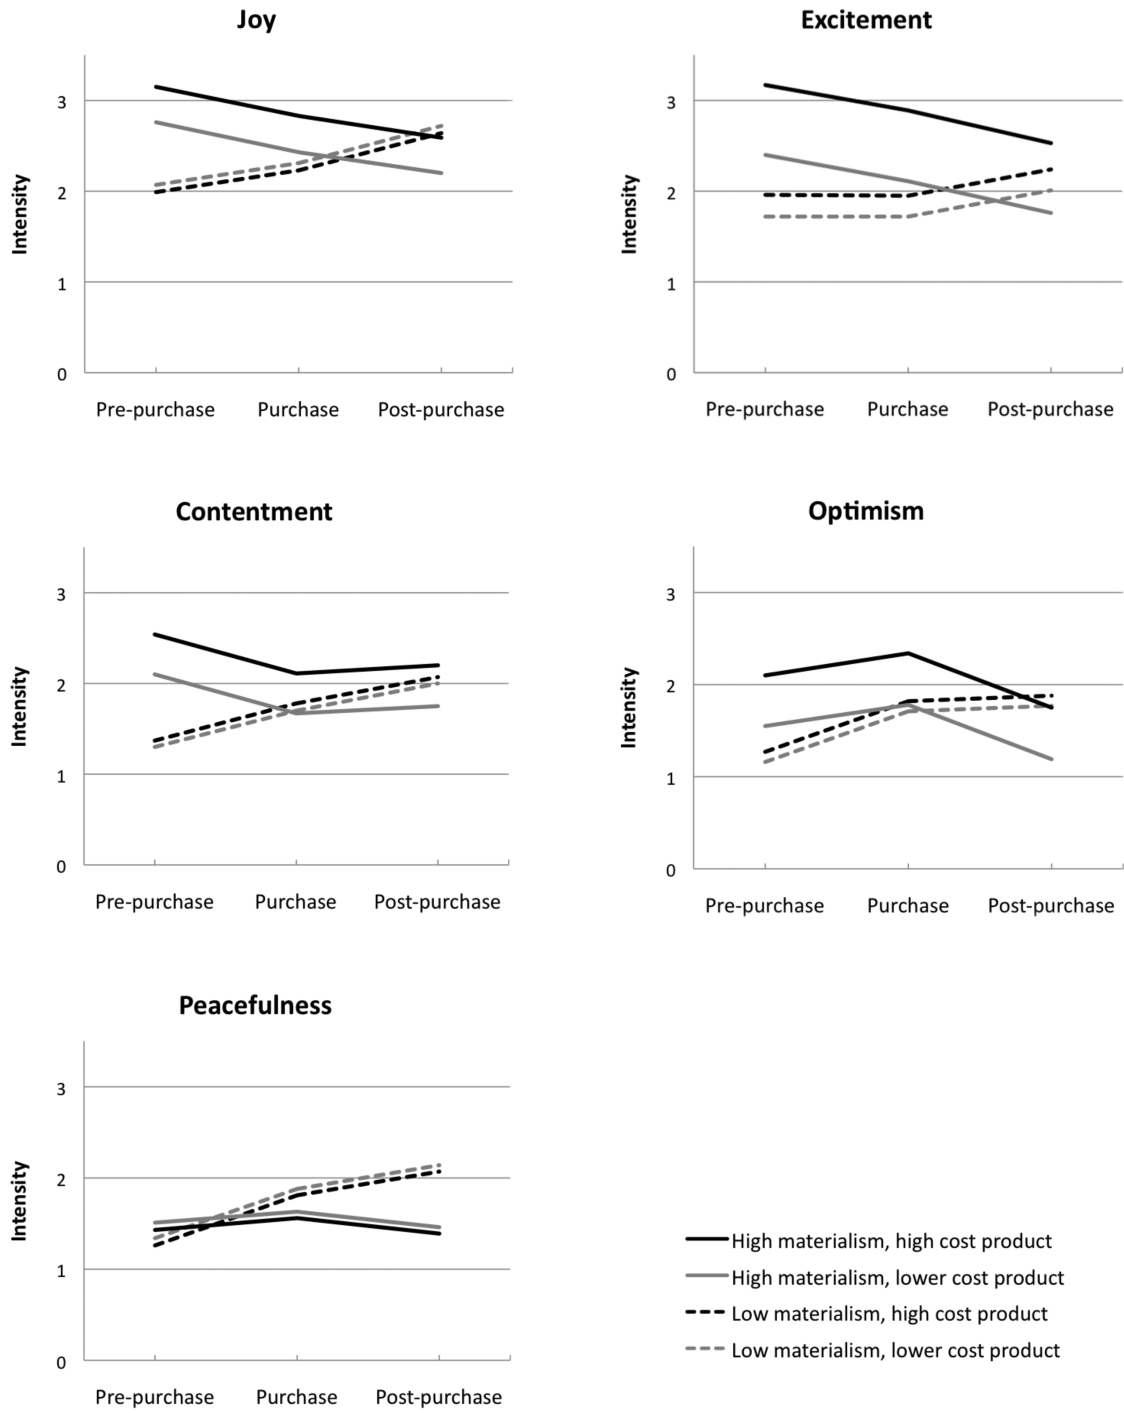 Joy
Intensity
3
2
1
0
Pre-purchase Purchase Post-purchase
Excitement
Intensity
3
2
1
0
Pre-purchase Purchase Post-purchase
Contentment
Intensity
3
2
1
0
Pre-purchase Purchase Post-purchase
Optimism
Intensity
3
2
1
0
Pre-purchase Purchase Post-purchase
Peacefulness
Intensity
3
2
1
0
Pre-purchase Purchase Post-purchase
High materialism, high cost product
High materialism, lower cost product
Low materialism, high cost product
Low materialism, lower cost product